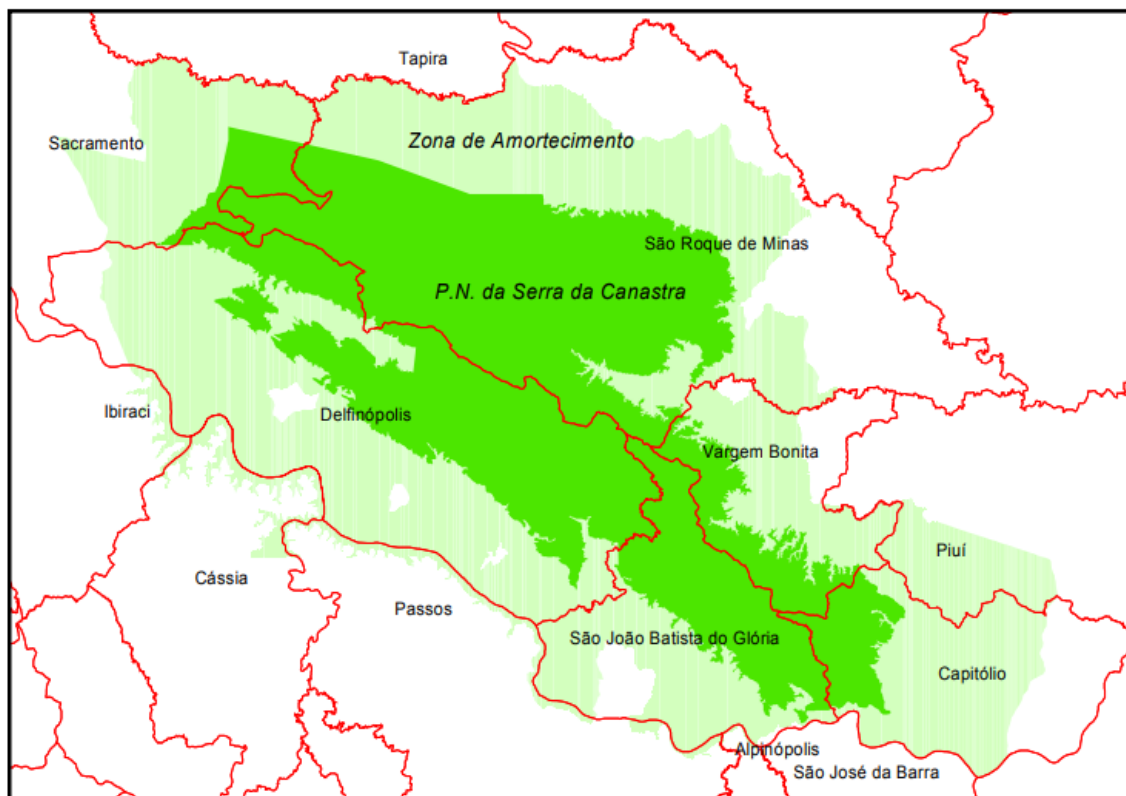 Tapira
Zona de Amortecimento
Sacramento
São Roque de Minas
P.N. da Serra da Canastra
Ibiraci
Delfinópolis
Vargem Bonita
Piuí
Cássia
Passos
São João Batista do Glória
Capitólio
Alpinópolis
São José da Barra